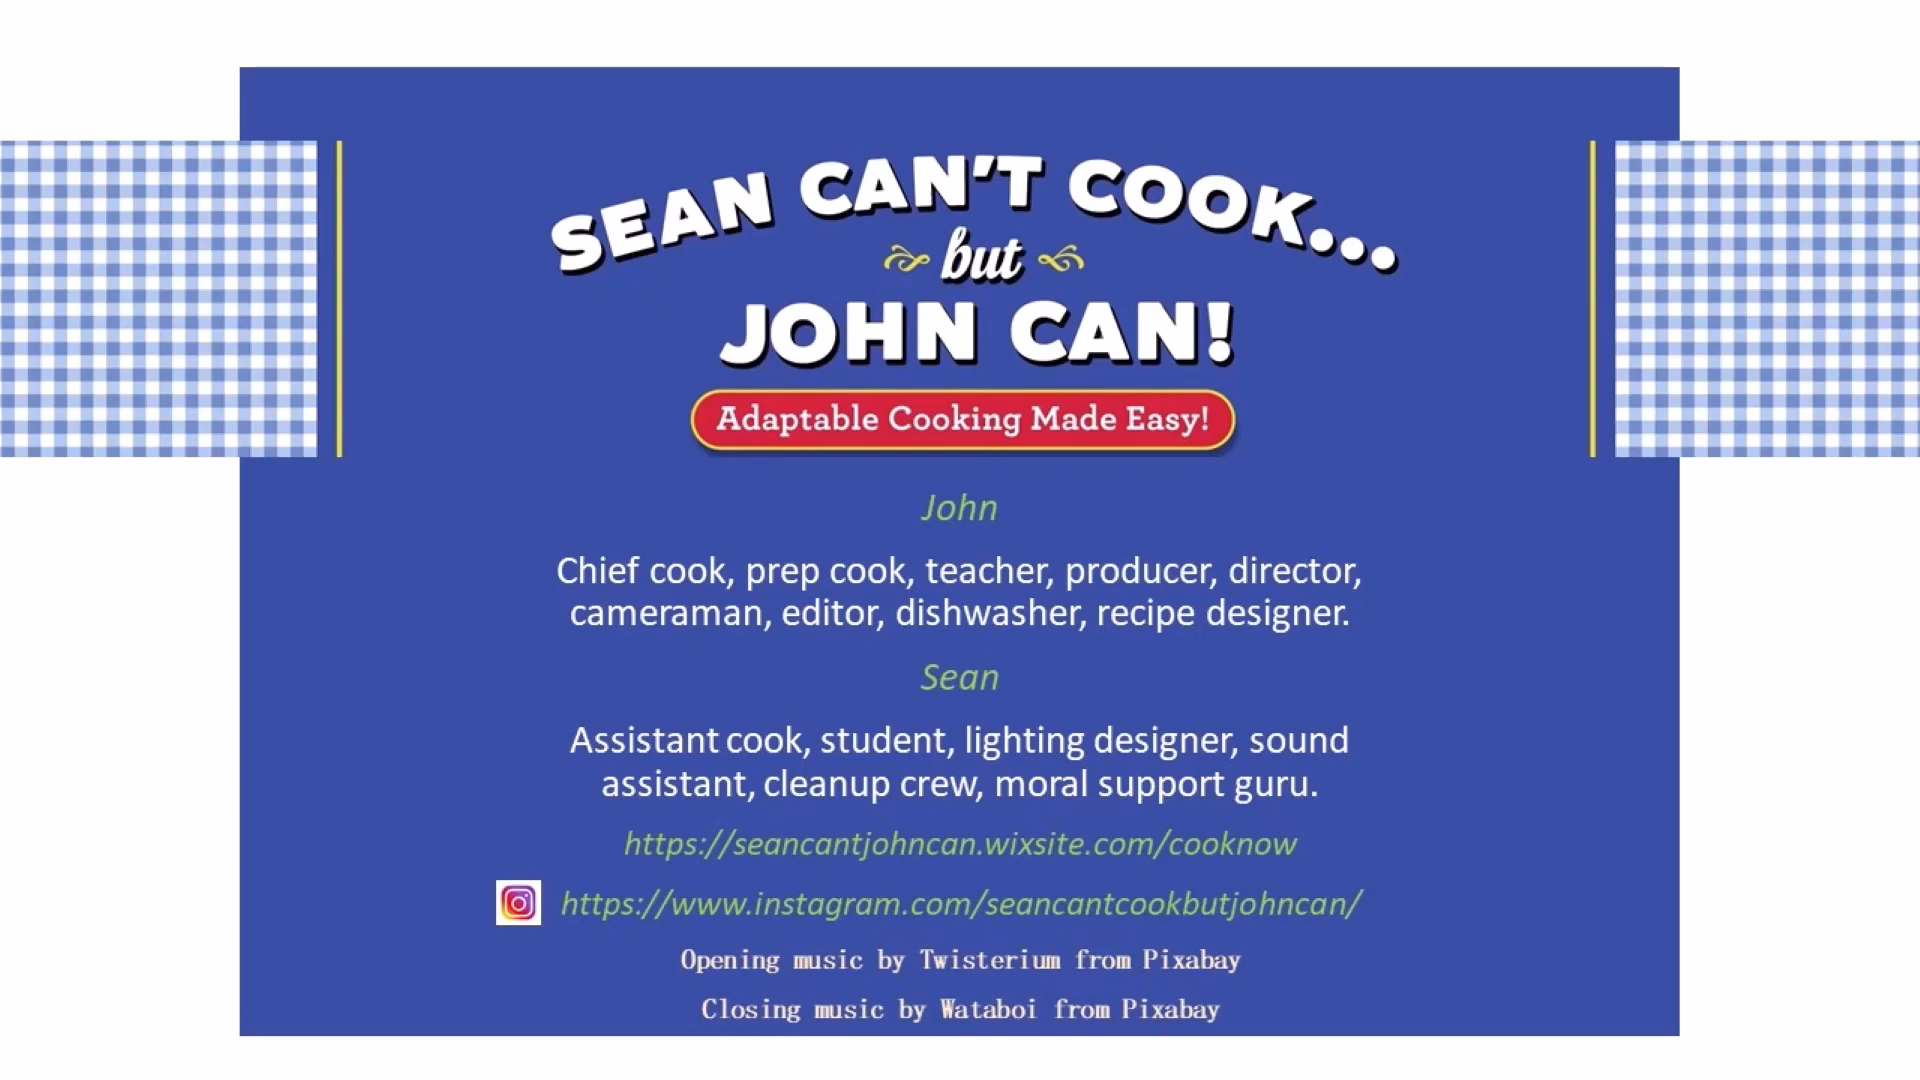 SEAN CAN'T COOK...
but
JOHN CAN!
Adaptable Cooking Made Easy!
John
Chief cook, prep cook, teacher, producer, director,
cameraman, editor, dishwasher, recipe designer.
Sean
Assistant cook, student, lighting designer, sound
assistant, cleanup crew, moral support guru.
https://seancantjohncan.wixsite.com/cooknow
https://www.instagram.com/seancantcookbutjohncan/
Opening music by Twisterium from Pixabay
Closing music by Wataboi from Pixabay